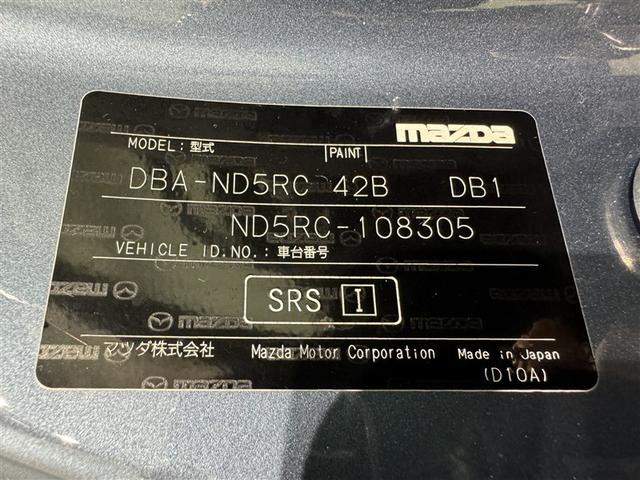 mazda
MODEL:型式 PAINT
DBA-ND5RC 42B DB1
ND5RC-108305
VEHICLE ID.NO.:車台番号
SRS I
マツダ株式会社 Mazda Motor Corporation Made in Japan
(D10A)